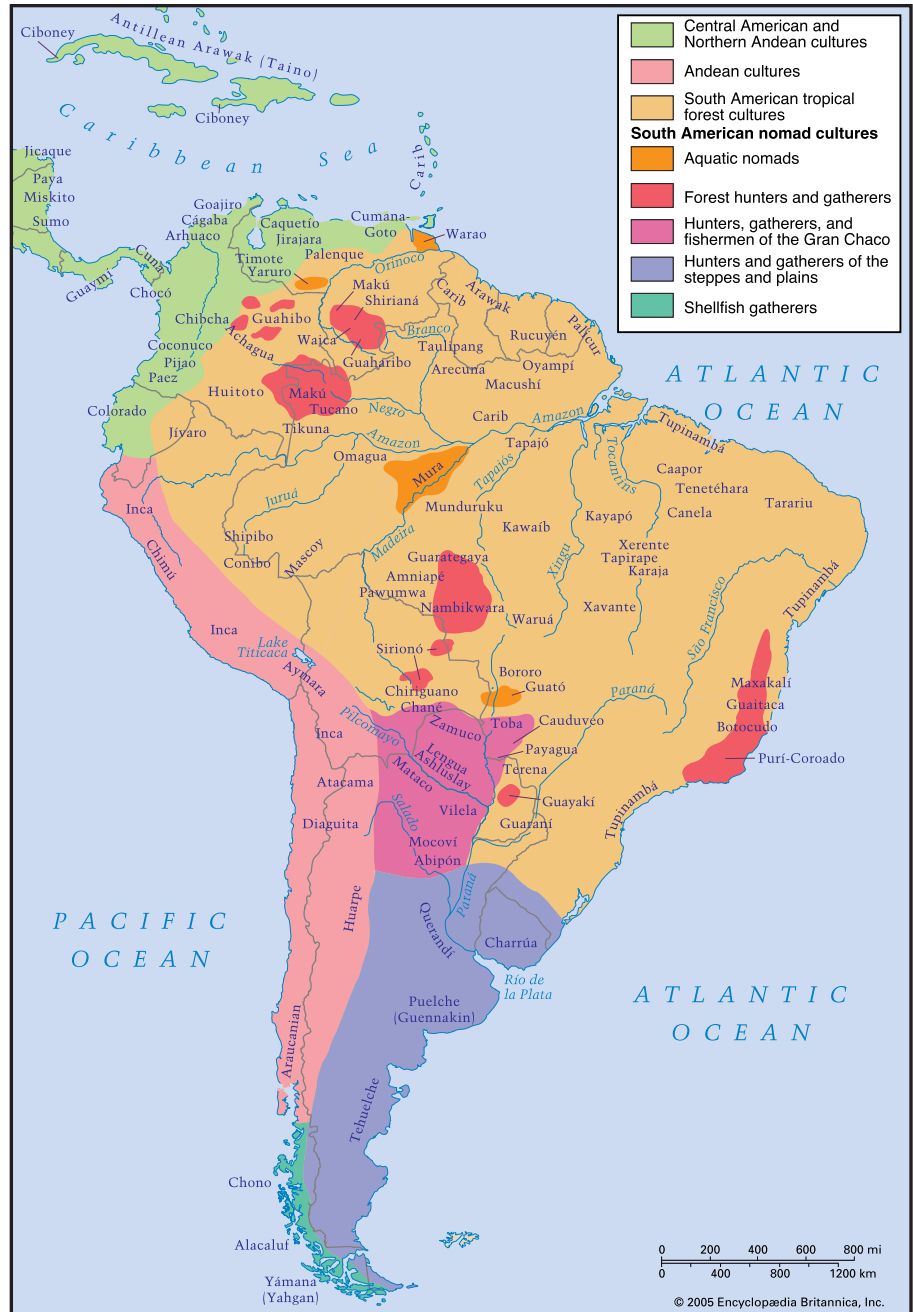 Ciboney
Antillean Arawak (Taino)
Ciboney
Caribbean Sea
Carib
Central American and
Northern Andean cultures
Andean cultures
South American tropical
forest cultures
South American nomad cultures
Aquatic nomads
Forest hunters and gatherers
Hunters, gatherers, and
fishermen of the Gran Chaco
Hunters and gatherers of the
steppes and plains
Shellfish gatherers
Jicaque
Paya
Miskito
Sumo
Guaymí
Cuna
Chocó
Goajiro
Cágaba
Arhuaco
Caquetío
Jirajara
Cumana-
Goto
Warao
Palenque
Timote
Yaruro
Orinoco
Makú
Shirianá
Carib
Arawak
Palicur
Chibcha
Guahibo
Achagua
Waica
Branco
Rucuyén
Coconuco
Pijao
Paez
Guaharibo
Taulipang
Arecuna
Oyampí
Macushí
Huitoto
Makú
Tucano
Negro
Colorado
Jívaro
Tikuna
Carib
Amazon
Amazon
Tapajó
Omagua
Mura
Tapajós
Tocantins
Tupinambá
ATLANTIC
OCEAN
Caapor
Tenetéhara
Tarariu
Canela
Inca
Chimú
Juruá
Munduruku
Kawaíb
Kayapó
Shipibo
Conibo
Mascoy
Madeira
Guarategaya
Amniapé
Pawumwa
Nambikwara
Xingu
Xerente
Tapirape
Karaja
Waruá
Xavante
São Francisco
Tupinambá
Inca
Lake
Titicaca
Aymara
Sirionó
Chiriguano
Chané
Bororo
Guató
Paraná
Maxakalí
Guaitaca
Botocudo
Purí-Coroado
Inca
Pilcomayo
Zamuco
Toba
Cauduvéo
Payagua
Terena
Lengua
Ashluslay
Mataco
Atacama
Salado
Vilela
Guayakí
Guaraní
Tupinambá
Diaguita
Mocoví
Abipón
Huarpe
Paraná
Querandí
Charrúa
PACIFIC
OCEAN
Río de
la Plata
Puelche
(Guennakin)
ATLANTIC
OCEAN
Araucanian
Tehuelche
Chono
Alacaluf
Yámana
(Yahgan)
0 200 400 600 800 mi
0 400 800 1200 km
© 2005 Encyclopædia Britannica, Inc.